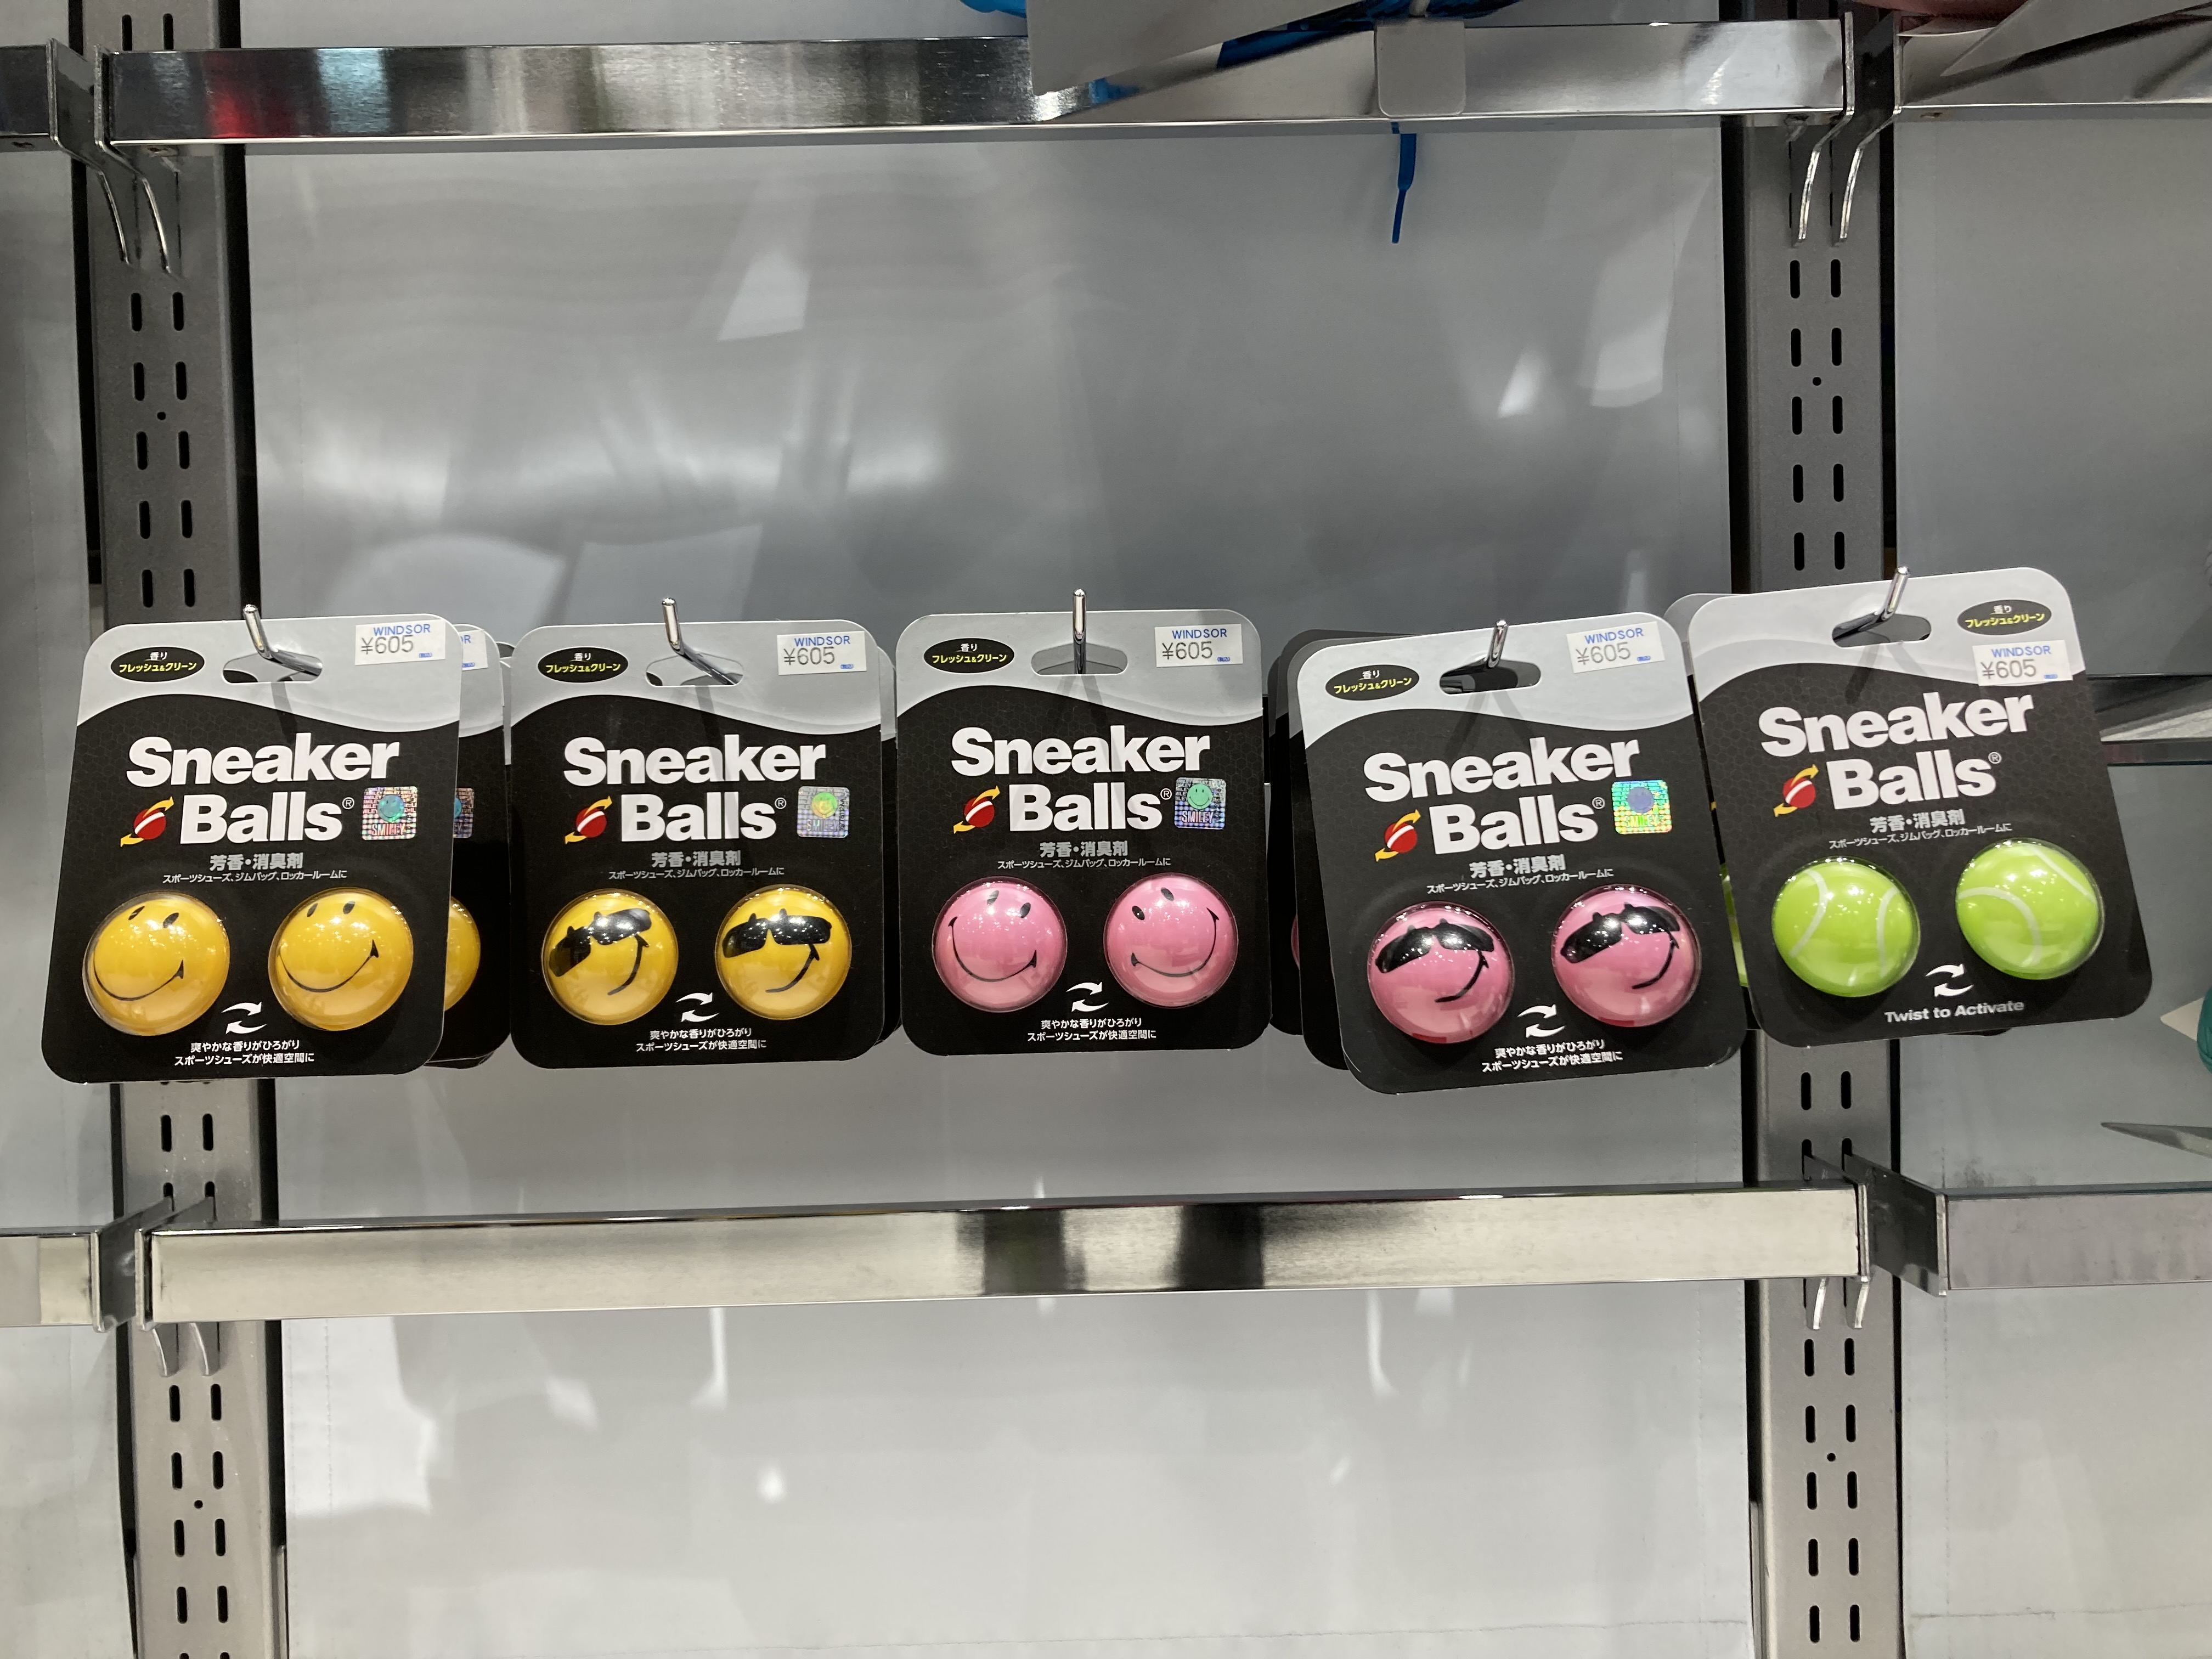 香り
フレッシュ&クリーン
WINDSOR
¥605
Sneaker
Balls®
SMILEY
芳香・消臭剤
スポーツシューズ、ジムバッグ、ロッカールームに
爽やかな香りがひろがり
スポーツシューズが快適空間に
香り
フレッシュ&クリーン
WINDSOR
¥605
Sneaker
Balls®
SMILEY
芳香・消臭剤
スポーツシューズ、ジムバッグ、ロッカールームに
爽やかな香りがひろがり
スポーツシューズが快適空間に
香り
フレッシュ&クリーン
WINDSOR
¥605
Sneaker
Balls®
SMILEY
芳香・消臭剤
スポーツシューズ、ジムバッグ、ロッカールームに
爽やかな香りがひろがり
スポーツシューズが快適空間に
香り
フレッシュ&クリーン
WINDSOR
¥605
Sneaker
Balls®
SMILEY
芳香・消臭剤
スポーツシューズ、ジムバッグ、ロッカールームに
爽やかな香りがひろがり
スポーツシューズが快適空間に
香り
フレッシュ&クリーン
WINDSOR
¥605
Sneaker
Balls®
芳香・消臭剤
スポーツシューズ、ジムバッグ、ロッカールームに
Twist to Activate